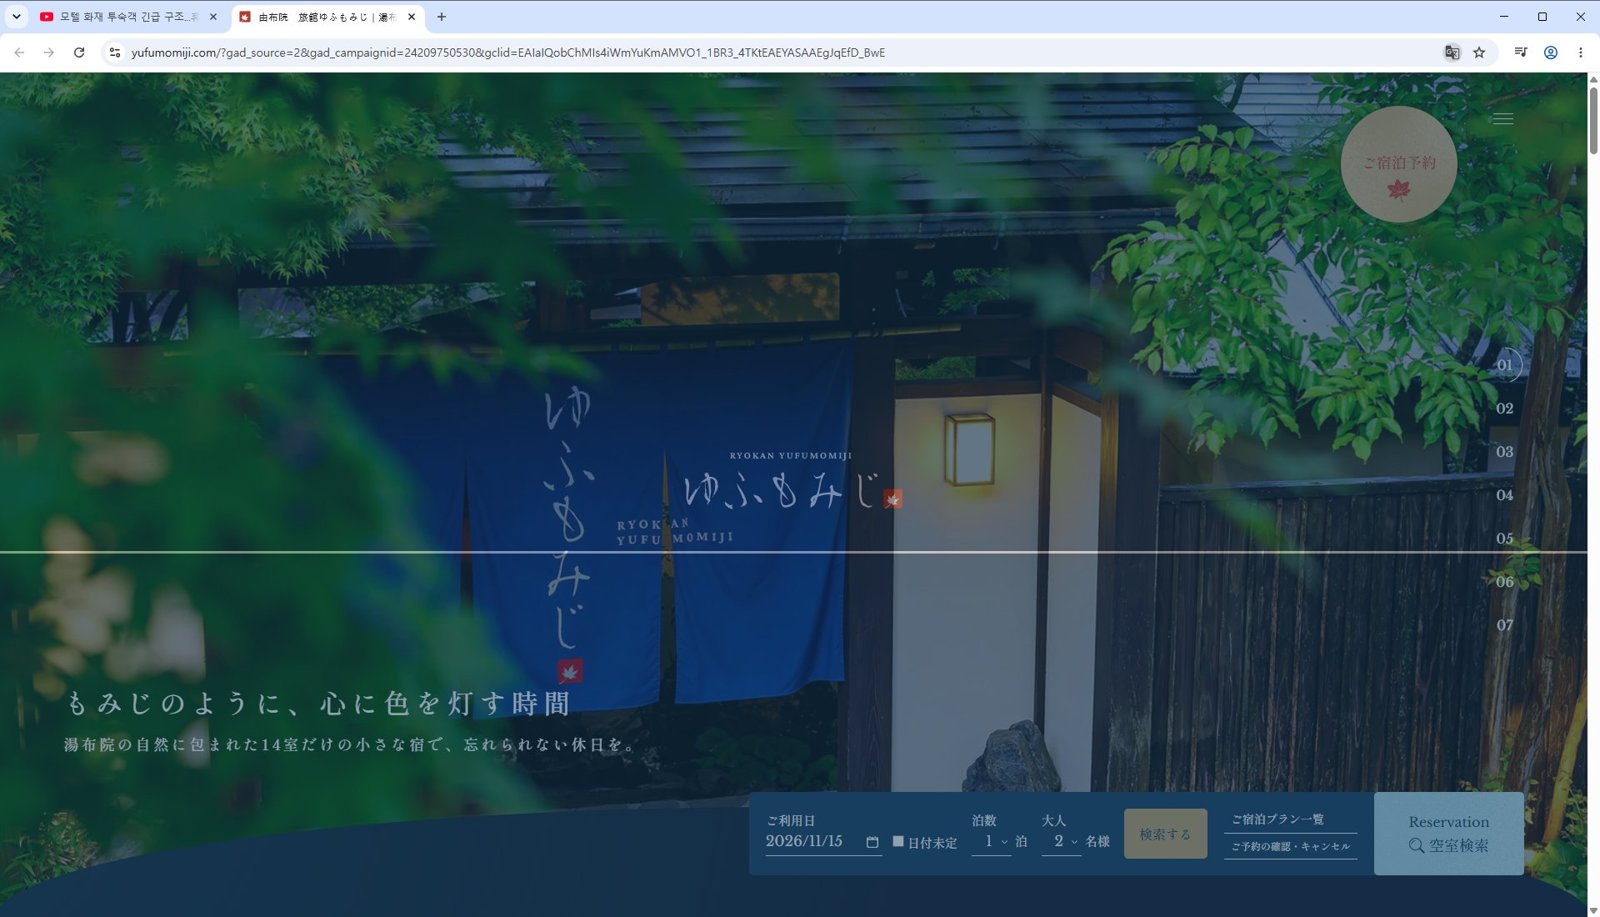 모텔 화재 투숙객 긴급 구조...
由布院 旅館ゆふもみじ | 湯布
yufumomiji.com/?gad_source=2&gad_campaignid=24209750530&gclid=EAIaIQobChMIs4iWmYuKmAMVO1_1BR3_4TKtEAEYASAAEgJqEfD_BwE
ご宿泊予約
01
02
03
04
05
06
07
ゆふもみじ
RYOKAN
YUFUMOMIJI
RYOKAN YUFUMOMIJI
ゆふもみじ
もみじのように、心に色を灯す時間
湯布院の自然に包まれた14室だけの小さな宿で、忘れられない休日を。
ご利用日
2026/11/15
日付未定
泊数
1 泊
大人
2 名様
検索する
ご宿泊プラン一覧
ご予約の確認・キャンセル
Reservation
空室検索